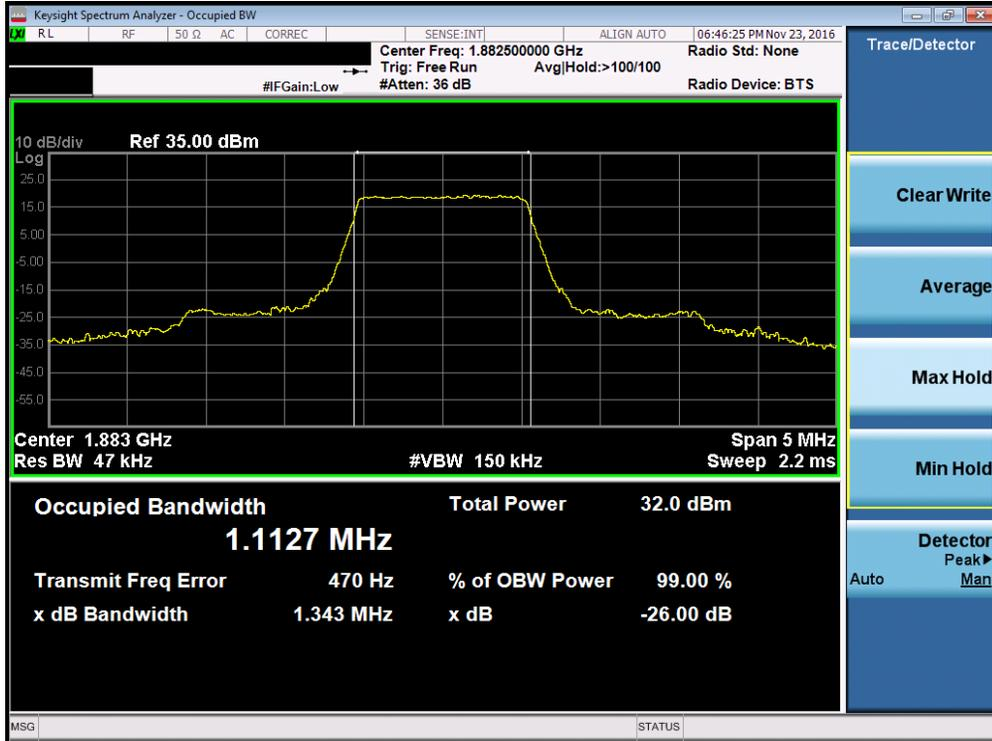 Keysight Spectrum Analyzer - Occupied BW
LXI RL RF 50 Ω AC CORREC SENSE:INT ALIGN AUTO 06:46:25 PM Nov 23, 2016
Center Freq: 1.882500000 GHz Radio Std: None
Trig: Free Run Avg|Hold:>100/100
#IFGain:Low #Atten: 36 dB Radio Device: BTS
10 dB/div Ref 35.00 dBm
Log
25.0
15.0
5.00
-5.00
-15.0
-25.0
-35.0
-45.0
-55.0
Center 1.883 GHz Span 5 MHz
Res BW 47 kHz #VBW 150 kHz Sweep 2.2 ms
Occupied Bandwidth Total Power 32.0 dBm
1.1127 MHz
Transmit Freq Error 470 Hz % of OBW Power 99.00 %
x dB Bandwidth 1.343 MHz x dB -26.00 dB
MSG STATUS
Trace/Detector
Clear Write
Average
Max Hold
Min Hold
Detector
Peak▶
Auto Man